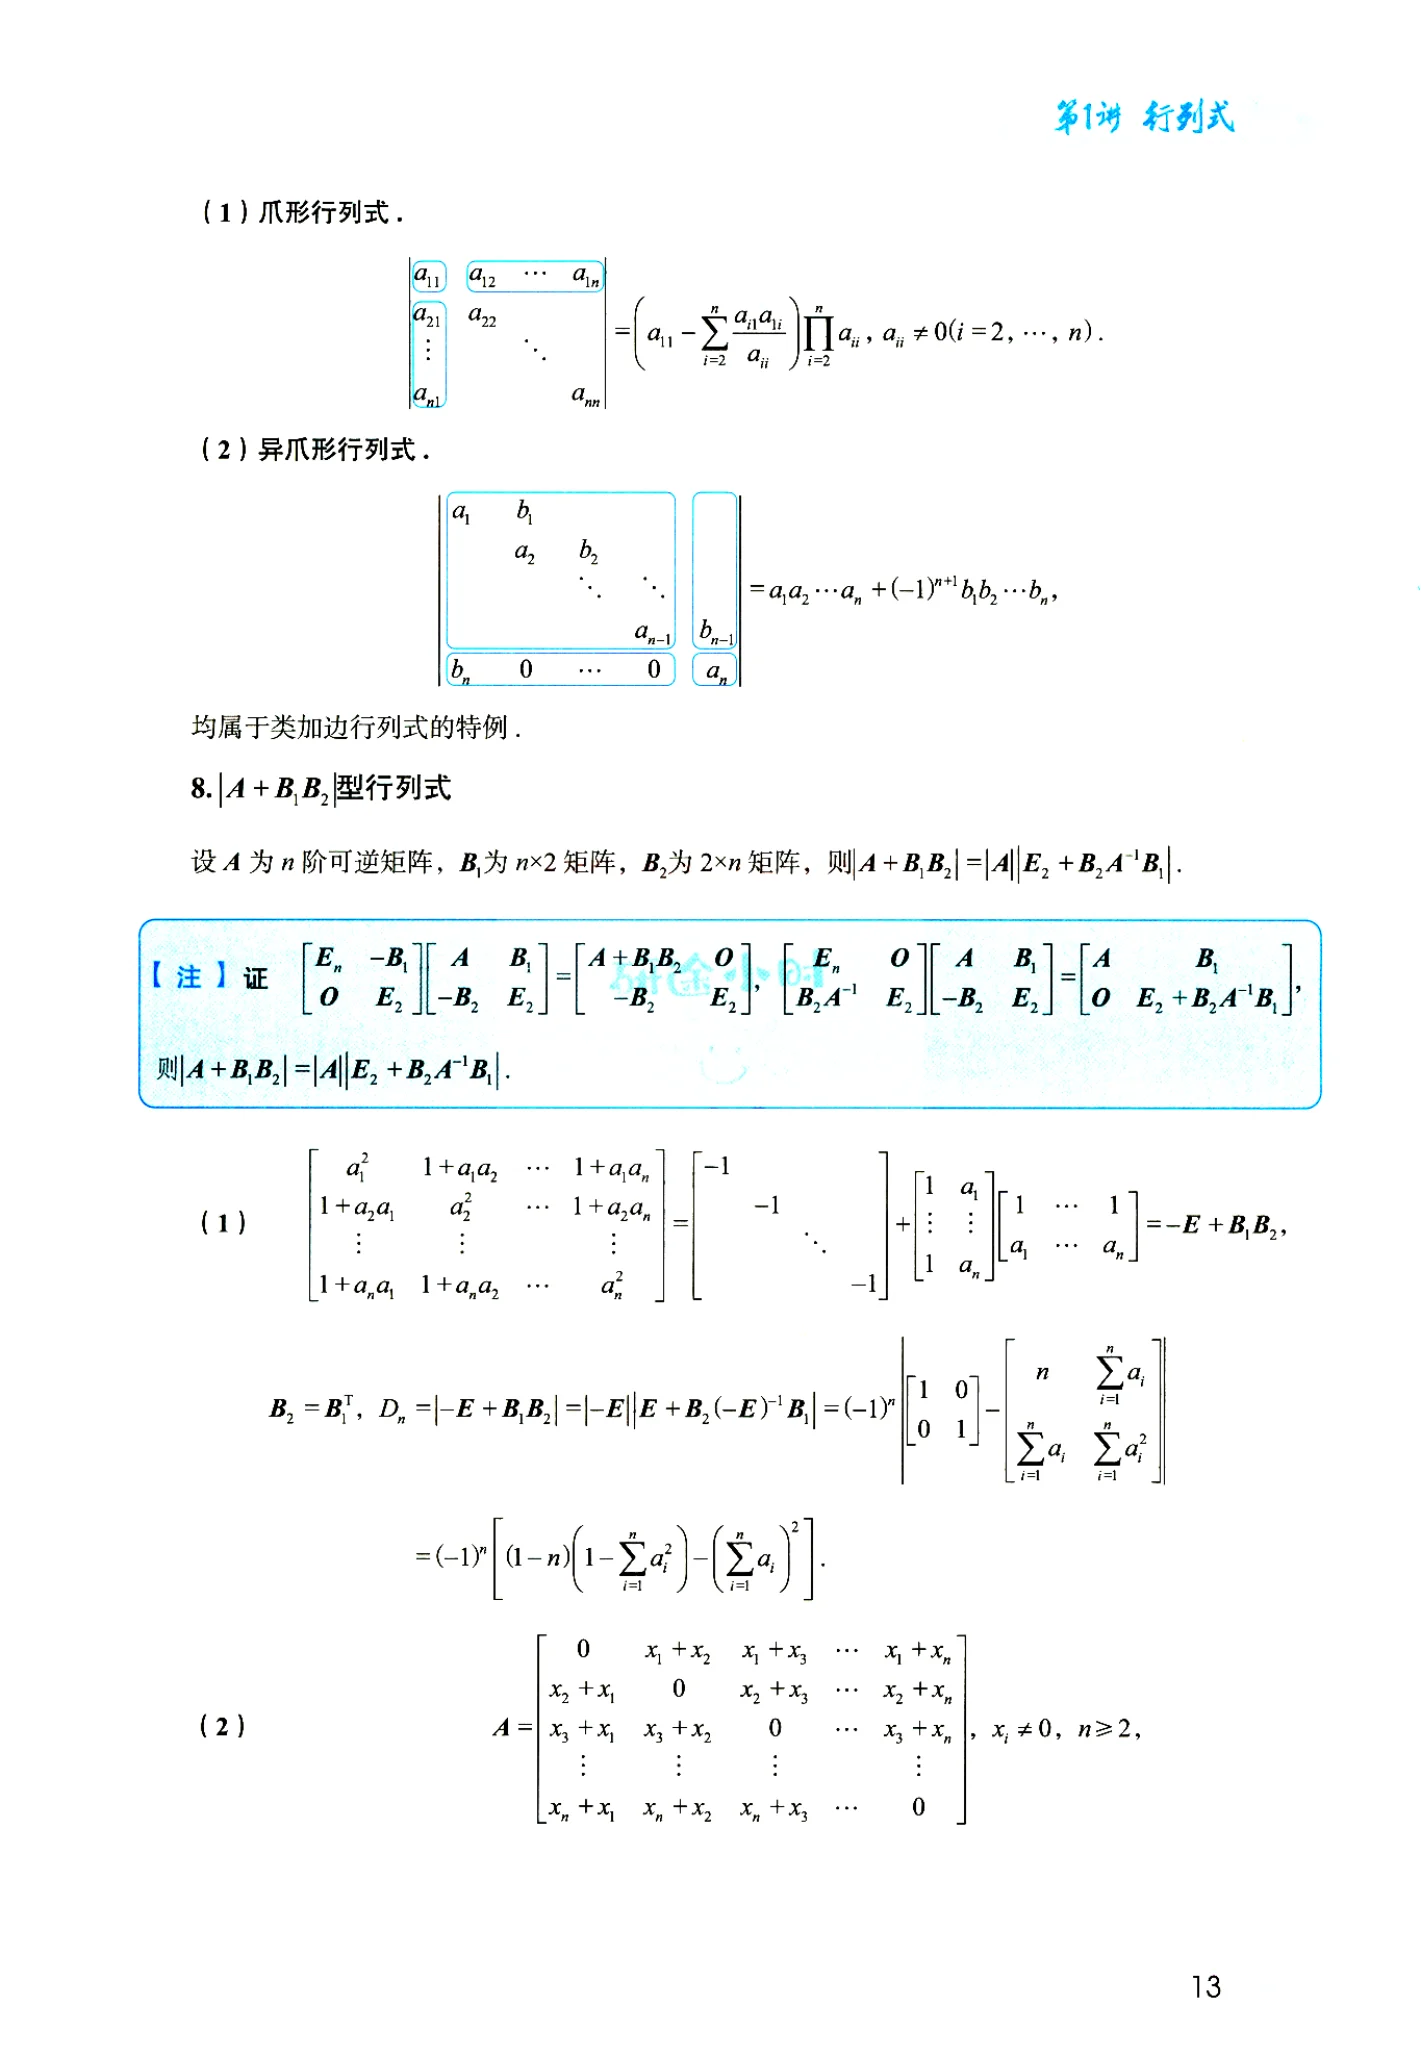 第1讲 行列式
(1) 爪形行列式.
$$\begin{vmatrix} a_{11} & a_{12} & \cdots & a_{1n} \\ a_{21} & a_{22} & & \\ \vdots & & \ddots & \\ a_{n1} & & & a_{nn} \end{vmatrix} = \left( a_{11} - \sum_{i=2}^{n} \frac{a_{i1}a_{1i}}{a_{ii}} \right) \prod_{i=2}^{n} a_{ii}, a_{ii} \neq 0(i=2, \cdots, n).$$
(2) 异爪形行列式.
$$\begin{vmatrix} a_1 & b_1 & & & \\ & a_2 & b_2 & & \\ & & \ddots & \ddots & \\ & & & a_{n-1} & b_{n-1} \\ b_n & 0 & \cdots & 0 & a_n \end{vmatrix} = a_1a_2\cdots a_n + (-1)^{n+1}b_1b_2\cdots b_n,$$
均属于类加边行列式的特例.
8. $|A+B_1B_2|$型行列式
设 $A$ 为 $n$ 阶可逆矩阵, $B_1$为 $n×2$ 矩阵, $B_2$为 $2×n$ 矩阵, 则$|A+B_1B_2|=|A||E_2+B_2A^{-1}B_1|$.
【注】证 $\begin{bmatrix} E_n & -B_1 \\ O & E_2 \end{bmatrix}\begin{bmatrix} A & B_1 \\ -B_2 & E_2 \end{bmatrix}=\begin{bmatrix} A+B_1B_2 & O \\ -B_2 & E_2 \end{bmatrix}, \begin{bmatrix} E_n & O \\ B_2A^{-1} & E_2 \end{bmatrix}\begin{bmatrix} A & B_1 \\ -B_2 & E_2 \end{bmatrix}=\begin{bmatrix} A & B_1 \\ O & E_2+B_2A^{-1}B_1 \end{bmatrix},$
则$|A+B_1B_2|=|A||E_2+B_2A^{-1}B_1|$.
(1) $\begin{bmatrix} a_1^2 & 1+a_1a_2 & \cdots & 1+a_1a_n \\ 1+a_2a_1 & a_2^2 & \cdots & 1+a_2a_n \\ \vdots & \vdots & & \vdots \\ 1+a_na_1 & 1+a_na_2 & \cdots & a_n^2 \end{bmatrix}=\begin{bmatrix} -1 & & & \\ & -1 & & \\ & & \ddots & \\ & & & -1 \end{bmatrix}+\begin{bmatrix} 1 & a_1 \\ \vdots & \vdots \\ 1 & a_n \end{bmatrix}\begin{bmatrix} 1 & \cdots & 1 \\ a_1 & \cdots & a_n \end{bmatrix}=-E+B_1B_2,$
$B_2=B_1^T, D_n=|-E+B_1B_2|=|-E||E+B_2(-E)^{-1}B_1|=(-1)^n\begin{vmatrix} \begin{bmatrix} 1 & 0 \\ 0 & 1 \end{bmatrix}-\begin{bmatrix} n & \sum_{i=1}^{n}a_i \\ \sum_{i=1}^{n}a_i & \sum_{i=1}^{n}a_i^2 \end{bmatrix} \end{vmatrix}$
$$=(-1)^n\left[(1-n)\left(1-\sum_{i=1}^{n}a_i^2\right)-\left(\sum_{i=1}^{n}a_i\right)^2\right].$$
(2) $A=\begin{bmatrix} 0 & x_1+x_2 & x_1+x_3 & \cdots & x_1+x_n \\ x_2+x_1 & 0 & x_2+x_3 & \cdots & x_2+x_n \\ x_3+x_1 & x_3+x_2 & 0 & \cdots & x_3+x_n \\ \vdots & \vdots & \vdots & & \vdots \\ x_n+x_1 & x_n+x_2 & x_n+x_3 & \cdots & 0 \end{bmatrix}, x_i \neq 0, n \geqslant 2,$
13